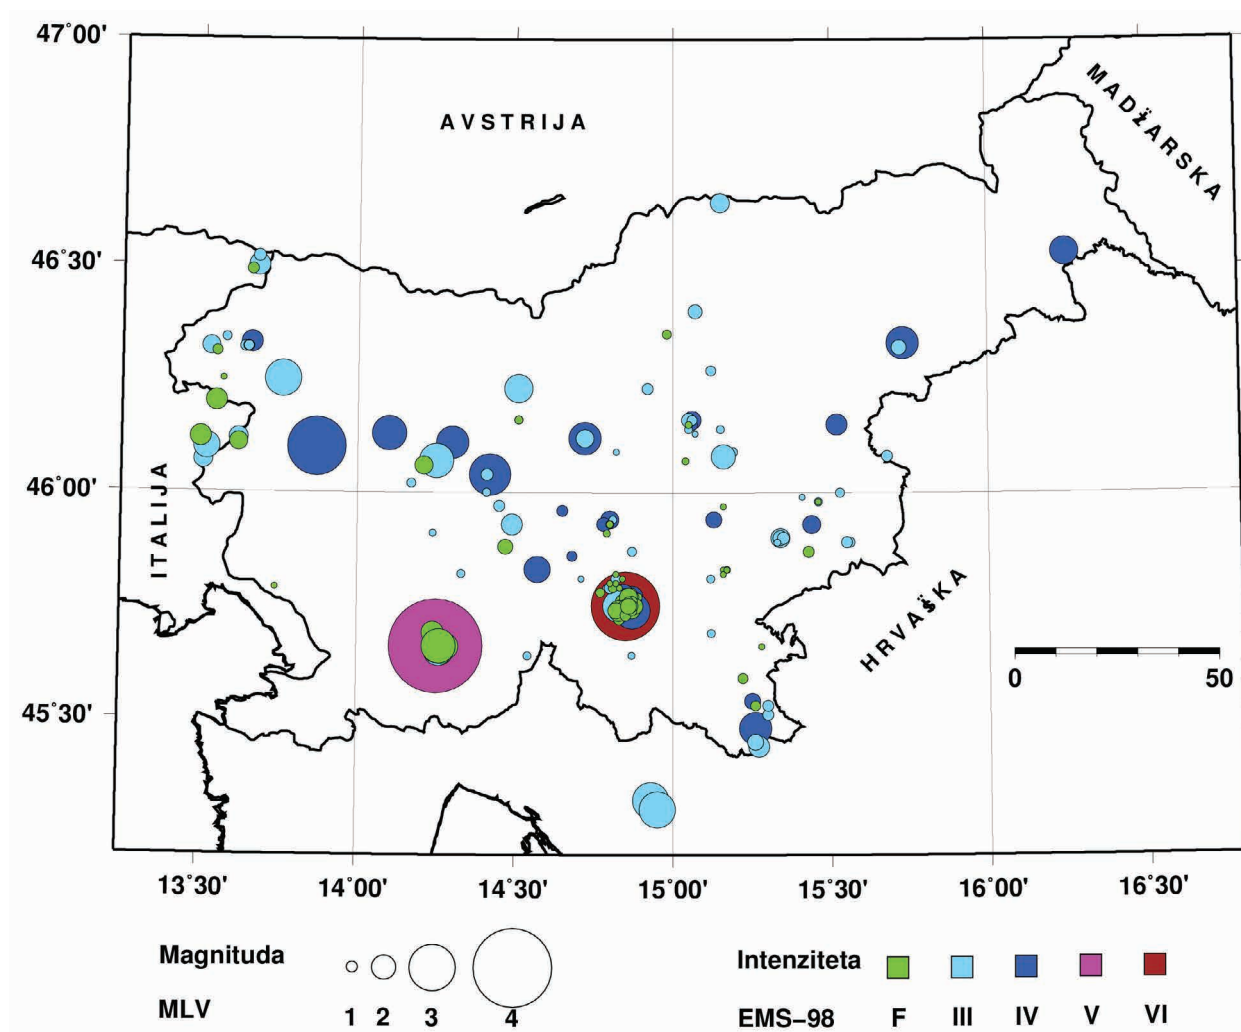 47°00'
AVSTRIJA
MADŽARSKA
46°30'
46°00'
ITALIJA
HRVAŠKA
0 50
45°30'
13°30' 14°00' 14°30' 15°00' 15°30' 16°00' 16°30'
Magnituda
MLV 1 2 3 4
Intenziteta
EMS–98 F III IV V VI